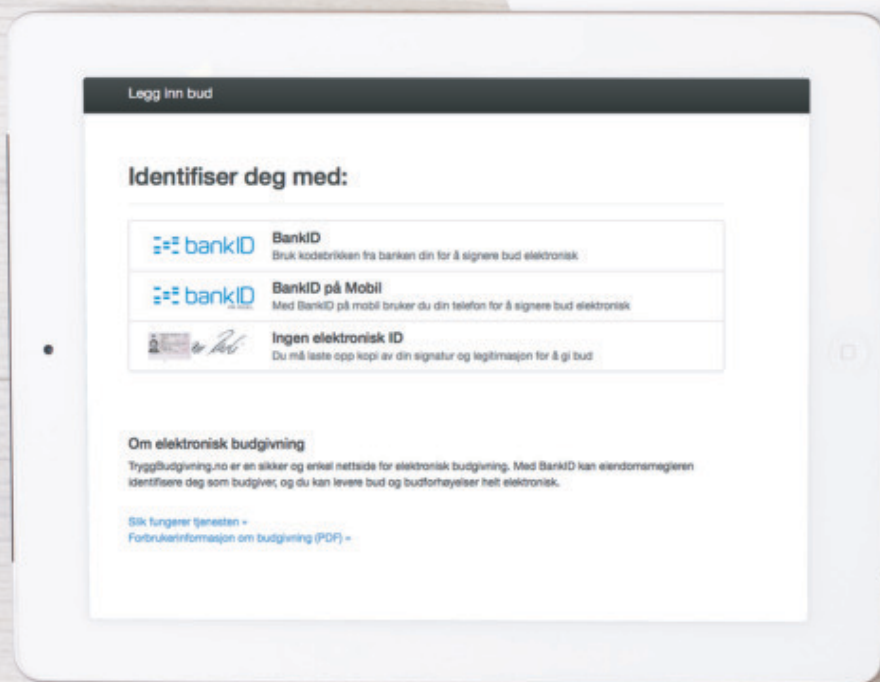 Legg inn bud
Identifiser deg med:
bankID
BankID
Bruk kodebrikken fra banken din for å signere bud elektronisk
bankID
BankID på Mobil
Med BankID på mobil bruker du din telefon for å signere bud elektronisk
Ingen elektronisk ID
Du må laste opp kopi av din signatur og legitimasjon for å gi bud
Om elektronisk budgivning
TryggBudgivning.no er en sikker og enkel nettside for elektronisk budgivning. Med BankID kan eiendomsmegleren
identifisere deg som budgiver, og du kan levere bud og budforhøyelser helt elektronisk.
Slik fungerer tjenesten »
Forbrukerinformasjon om budgivning (PDF) »